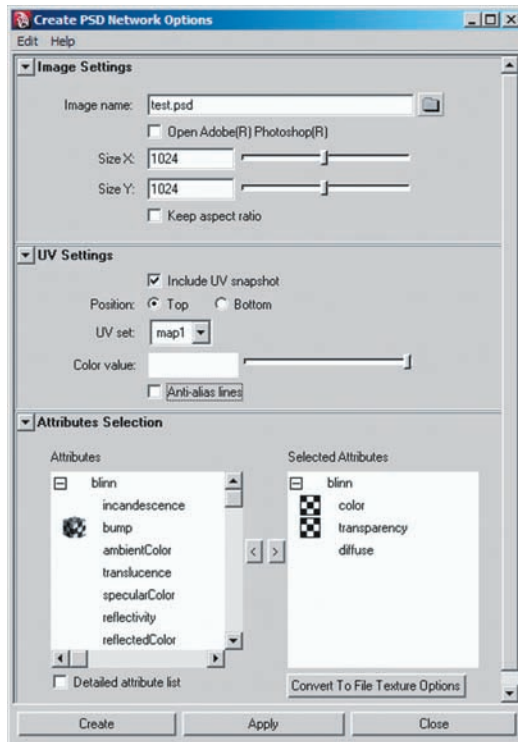 Create PSD Network Options
Edit Help
Image Settings
Image name: test.psd
Open Adobe(R) Photoshop(R)
Size X: 1024
Size Y: 1024
Keep aspect ratio
UV Settings
Include UV snapshot
Position: Top Bottom
UV set: map1
Color value:
Anti-alias lines
Attributes Selection
Attributes Selected Attributes
blinn blinn
incandescence color
bump transparency
ambientColor diffuse
translucence
specularColor
reflectivity
reflectedColor
< >
Detailed attribute list Convert To File Texture Options
Create Apply Close